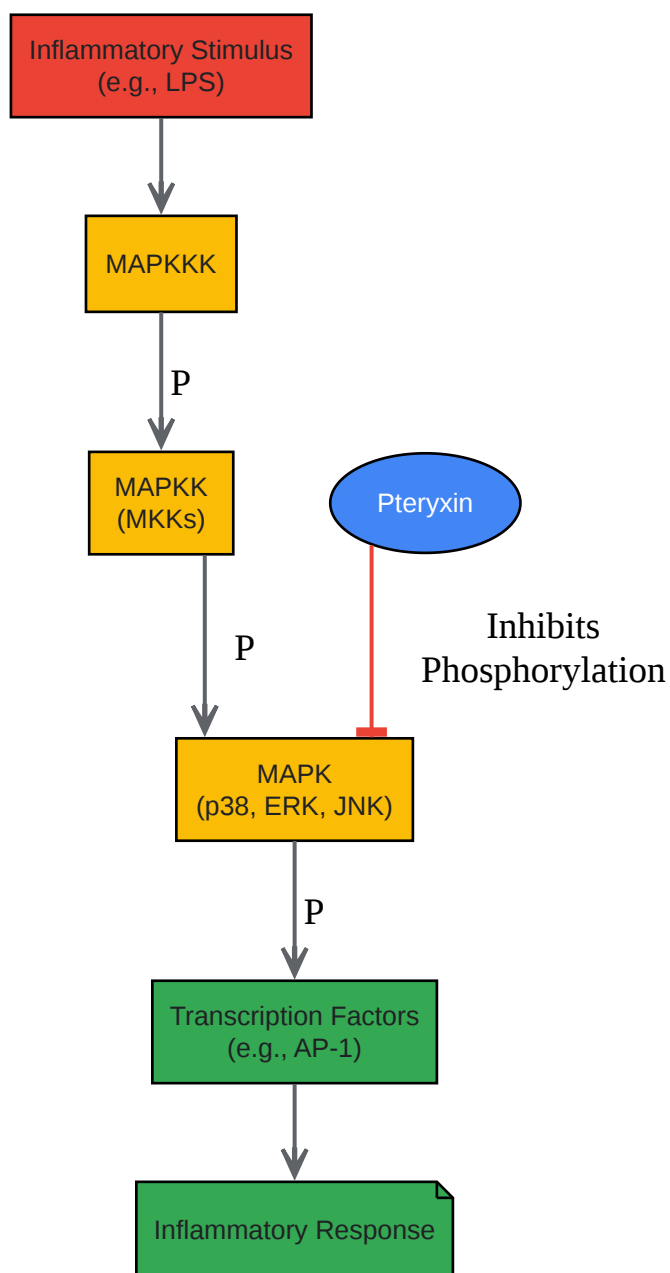 Inflammatory Stimulus
(e.g., LPS)
MAPKKK
P
MAPKK
(MKKs)
Pteryxin
P
Inhibits
Phosphorylation
MAPK
(p38, ERK, JNK)
P
Transcription Factors
(e.g., AP-1)
Inflammatory Response